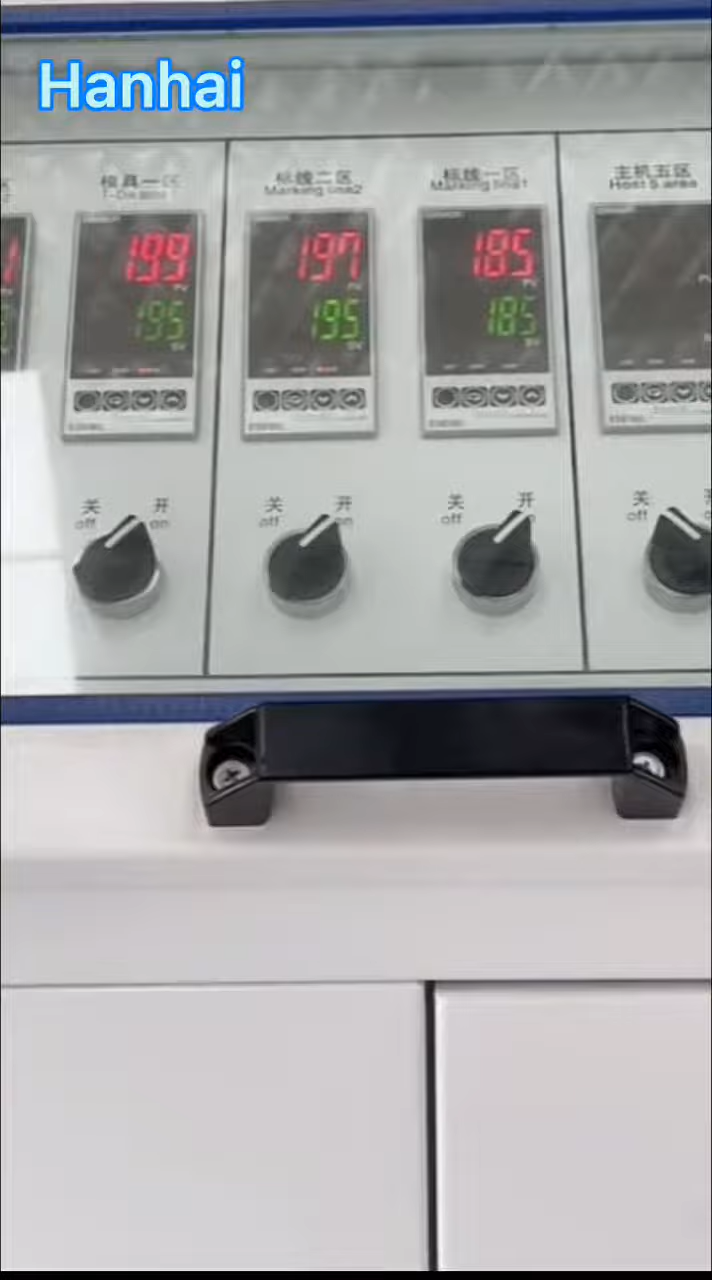 Hanhai
模具一区
标线二区
Marking line2
标线一区
Marking line1
主机五区
Host 5 area
199
195
197
195
185
185
关
开
off
on
关
开
off
on
关
开
off
关
off